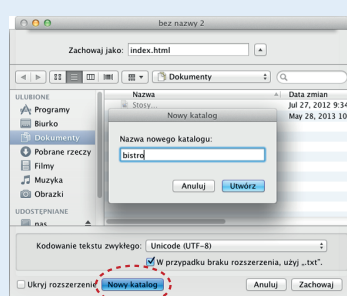 bez nazwy 2
Zachowaj jako: index.html
Dokumenty
ULUBIONE
Programy
Biurko
Dokumenty
Pobrane rzeczy
Filmy
Muzyka
Obrazki
UDOSTĘPNIANE
nas
Nazwa
Data zmian
Stosy...
Jul 27, 2012 9:34
May 28, 2013 10
Nowy katalog
Nazwa nowego katalogu:
bistro
Anuluj Utwórz
Kodowanie tekstu zwykłego: Unicode (UTF-8)
W przypadku braku rozszerzenia, użyj „.txt”.
Ukryj rozszerzenie Nowy katalog Anuluj Zachowaj